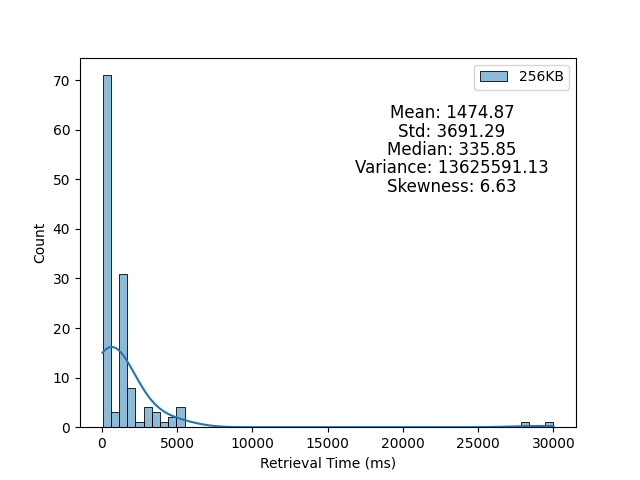 256KB
Mean: 1474.87
Std: 3691.29
Median: 335.85
Variance: 13625591.13
Skewness: 6.63
Count
70
60
50
40
30
20
10
0
0 5000 10000 15000 20000 25000 30000
Retrieval Time (ms)